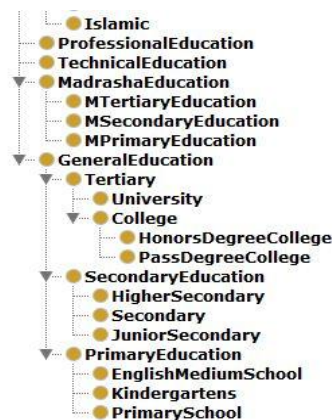 Islamic
ProfessionalEducation
TechnicalEducation
MadrashaEducation
MTertiaryEducation
MSecondaryEducation
MPrimaryEducation
GeneralEducation
Tertiary
University
College
HonorsDegreeCollege
PassDegreeCollege
SecondaryEducation
HigherSecondary
Secondary
JuniorSecondary
PrimaryEducation
EnglishMediumSchool
Kindergartens
PrimarySchool